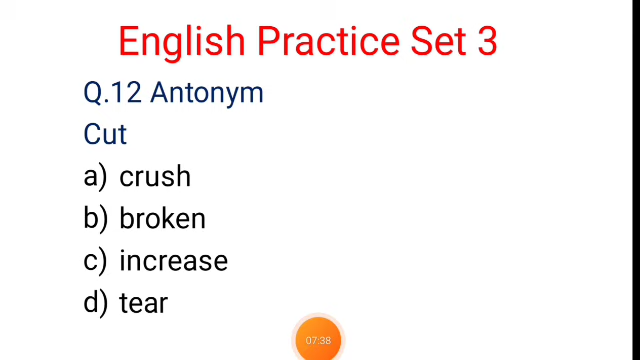 English Practice Set 3
Q.12 Antonym
Cut
a) crush
b) broken
c) increase
d) tear
07:38